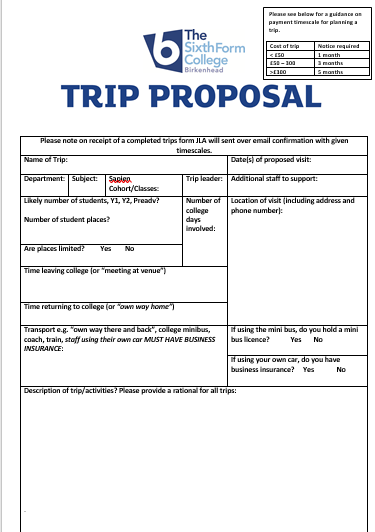 Please see below for a guidance on
payment timescale for planning a
trip.
Cost of trip Notice required
< £50 1 month
£50 – 300 3 months
>£300 5 months
The
SixthForm
College
Birkenhead
TRIP PROPOSAL
Please note on receipt of a completed trips form JLA will sent over email confirmation with given
timescales.
Name of Trip: Date(s) of proposed visit:
Department: Subject: Sapien Trip leader: Additional staff to support:
Cohort/Classes:
Likely number of students, Y1, Y2, Preadv? Number of Location of visit (including address and
college phone number):
Number of student places? days
involved:
Are places limited? Yes No
Time leaving college (or “meeting at venue”)
Time returning to college (or “own way home”)
Transport e.g. “own way there and back”, college minibus, If using the mini bus, do you hold a mini
coach, train, staff using their own car MUST HAVE BUSINESS bus licence? Yes No
INSURANCE:
If using your own car, do you have
business insurance? Yes No
Description of trip/activities? Please provide a rational for all trips: